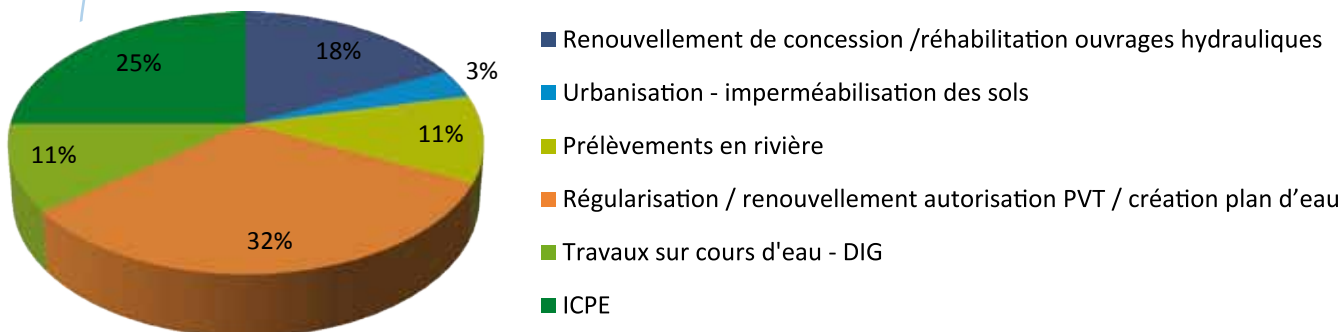 25%
18%
3%
11%
11%
32%
Renouvellement de concession /réhabilitation ouvrages hydrauliques
Urbanisation - imperméabilisation des sols
Prélèvements en rivière
Régularisation / renouvellement autorisation PVT / création plan d’eau
Travaux sur cours d'eau - DIG
ICPE